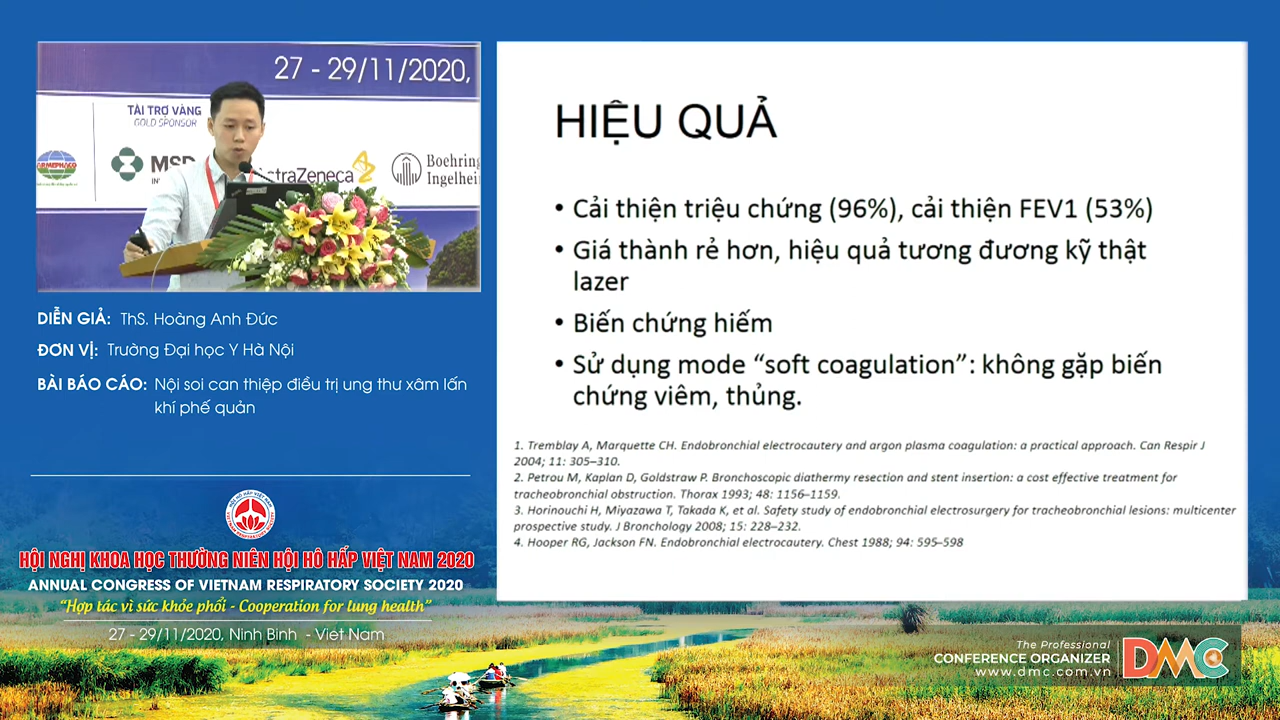 27 - 29/11/2020,
TÀI TRỢ VÀNG
GOLD SPONSOR
ARMEPHACO
MSD
straZeneca
Boehring
Ingelhei
DIỄN GIẢ: ThS. Hoàng Anh Đức
ĐƠN VỊ: Trường Đại học Y Hà Nội
BÀI BÁO CÁO: Nội soi can thiệp điều trị ung thư xâm lấn
khí phế quản
HỘI NGHỊ KHOA HỌC THƯỜNG NIÊN HỘI HÔ HẤP VIỆT NAM 2020
ANNUAL CONGRESS OF VIETNAM RESPIRATORY SOCIETY 2020
“Hợp tác vì sức khỏe phổi - Cooperation for lung health”
27 - 29/11/2020, Ninh Bình - Việt Nam
HIỆU QUẢ
• Cải thiện triệu chứng (96%), cải thiện FEV1 (53%)
• Giá thành rẻ hơn, hiệu quả tương đương kỹ thật
lazer
• Biến chứng hiếm
• Sử dụng mode “soft coagulation”: không gặp biến
chứng viêm, thủng.
1. Tremblay A, Marquette CH. Endobronchial electrocautery and argon plasma coagulation: a practical approach. Can Respir J
2004; 11: 305–310.
2. Petrou M, Kaplan D, Goldstraw P. Bronchoscopic diathermy resection and stent insertion: a cost effective treatment for
tracheobronchial obstruction. Thorax 1993; 48: 1156–1159.
3. Horinouchi H, Miyazawa T, Takada K, et al. Safety study of endobronchial electrosurgery for tracheobronchial lesions: multicenter
prospective study. J Bronchology 2008; 15: 228–232.
4. Hooper RG, Jackson FN. Endobronchial electrocautery. Chest 1988; 94: 595–598
The Professional
CONFERENCE ORGANIZER
www.dmc.com.vn
DMC